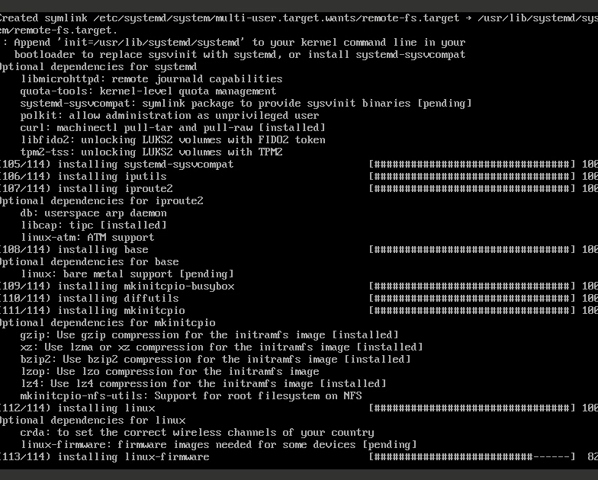 Created symlink /etc/systemd/system/multi-user.target.wants/remote-fs.target → /usr/lib/systemd/sys
em/remote-fs.target.
: Append 'init=/usr/lib/systemd/systemd' to your kernel command line in your
bootloader to replace sysvinit with systemd, or install systemd-sysvcompat
Optional dependencies for systemd
libmicrohttpd: remote journald capabilities
quota-tools: kernel-level quota management
systemd-sysvcompat: symlink package to provide sysvinit binaries [pending]
polkit: allow administration as unprivileged user
curl: machinectl pull-tar and pull-raw [installed]
libfido2: unlocking LUKS2 volumes with FIDO2 token
tpm2-tss: unlocking LUKS2 volumes with TPM2
(105/114) installing systemd-sysvcompat [################################] 100
(106/114) installing iputils [################################] 100
(107/114) installing iproute2 [################################] 100
Optional dependencies for iproute2
db: userspace arp daemon
libcap: tipc [installed]
linux-atm: ATM support
(108/114) installing base [################################] 100
Optional dependencies for base
linux: bare metal support [pending]
(109/114) installing mkinitcpio-busybox [################################] 100
(110/114) installing diffutils [################################] 100
(111/114) installing mkinitcpio [################################] 100
Optional dependencies for mkinitcpio
gzip: Use gzip compression for the initramfs image [installed]
xz: Use lzma or xz compression for the initramfs image [installed]
bzip2: Use bzip2 compression for the initramfs image [installed]
lzop: Use lzo compression for the initramfs image
lz4: Use lz4 compression for the initramfs image [installed]
mkinitcpio-nfs-utils: Support for root filesystem on NFS
(112/114) installing linux [################################] 100
Optional dependencies for linux
crda: to set the correct wireless channels of your country
linux-firmware: firmware images needed for some devices [pending]
(113/114) installing linux-firmware [##########################------] 82